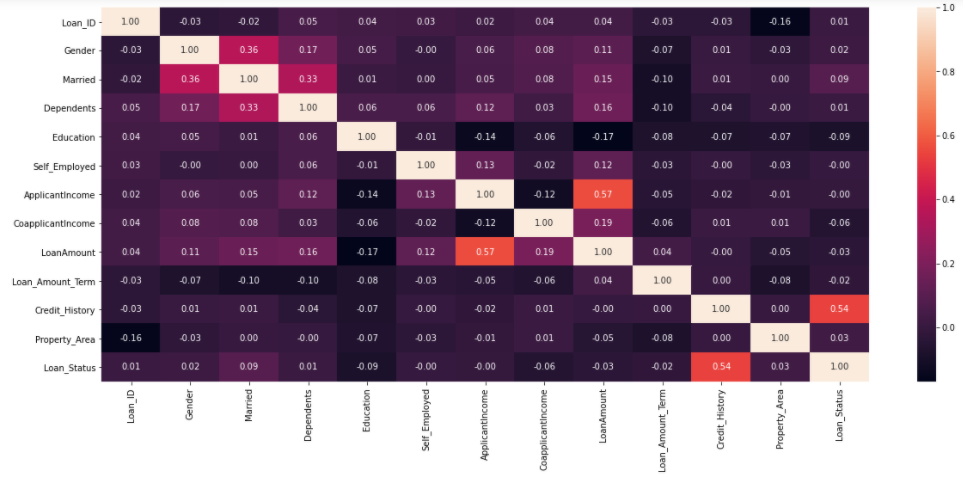 Loan_ID 1.00 -0.03 -0.02 0.05 0.04 0.03 0.02 0.04 0.04 -0.03 -0.03 -0.16 0.01
Gender -0.03 1.00 0.36 0.17 0.05 -0.00 0.06 0.08 0.11 -0.07 0.01 -0.03 0.02
Married -0.02 0.36 1.00 0.33 0.01 0.00 0.05 0.08 0.15 -0.10 0.01 0.00 0.09
Dependents 0.05 0.17 0.33 1.00 0.06 0.06 0.12 0.03 0.16 -0.10 -0.04 -0.00 0.01
Education 0.04 0.05 0.01 0.06 1.00 -0.01 -0.14 -0.06 -0.17 -0.08 -0.07 -0.07 -0.09
Self_Employed 0.03 -0.00 0.00 0.06 -0.01 1.00 0.13 -0.02 0.12 -0.03 -0.00 -0.03 -0.00
ApplicantIncome 0.02 0.06 0.05 0.12 -0.14 0.13 1.00 -0.12 0.57 -0.05 -0.02 -0.01 -0.00
CoapplicantIncome 0.04 0.08 0.08 0.03 -0.06 -0.02 -0.12 1.00 0.19 -0.06 0.01 0.01 -0.06
LoanAmount 0.04 0.11 0.15 0.16 -0.17 0.12 0.57 0.19 1.00 0.04 -0.00 -0.05 -0.03
Loan_Amount_Term -0.03 -0.07 -0.10 -0.10 -0.08 -0.03 -0.05 -0.06 0.04 1.00 0.00 -0.08 -0.02
Credit_History -0.03 0.01 0.01 -0.04 -0.07 -0.00 -0.02 0.01 -0.00 0.00 1.00 0.00 0.54
Property_Area -0.16 -0.03 0.00 -0.00 -0.07 -0.03 -0.01 0.01 -0.05 -0.08 0.00 1.00 0.03
Loan_Status 0.01 0.02 0.09 0.01 -0.09 -0.00 -0.00 -0.06 -0.03 -0.02 0.54 0.03 1.00
Loan_ID
Gender
Married
Dependents
Education
Self_Employed
ApplicantIncome
CoapplicantIncome
LoanAmount
Loan_Amount_Term
Credit_History
Property_Area
Loan_Status
1.0
0.8
0.6
0.4
0.2
0.0